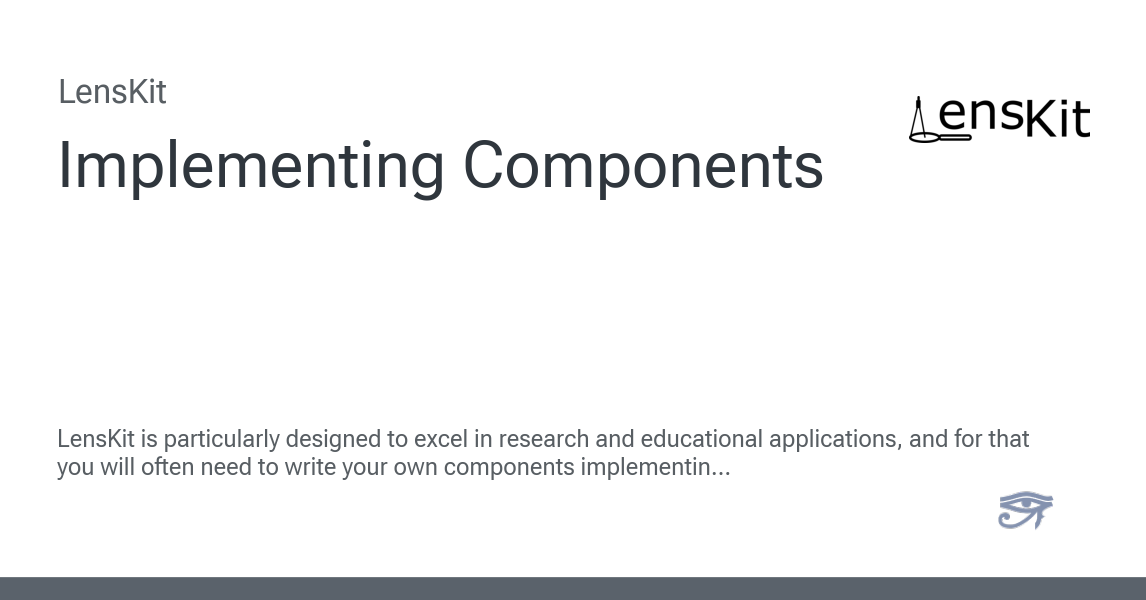 LensKit
LensKit
Implementing Components
LensKit is particularly designed to excel in research and educational applications, and for that
you will often need to write your own components implementin...